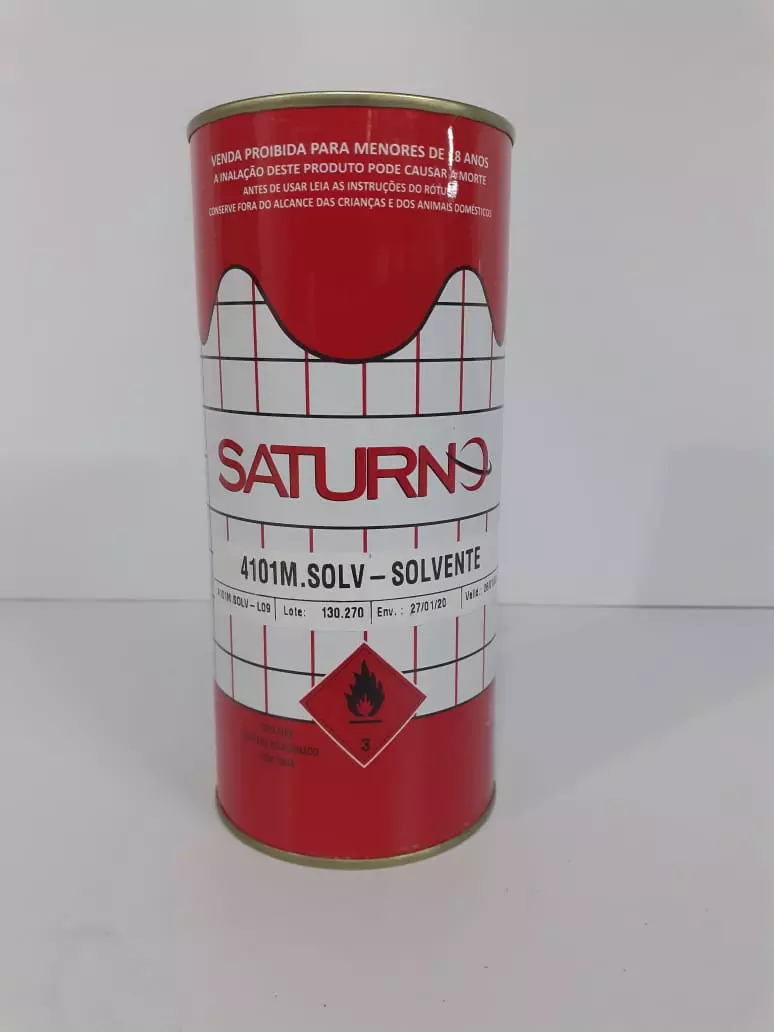 VENDA PROIBIDA PARA MENORES DE 18 ANOS
A INALAÇÃO DESTE PRODUTO PODE CAUSAR A MORTE
ANTES DE USAR LEIA AS INSTRUÇÕES DO RÓTULO
CONSERVE FORA DO ALCANCE DAS CRIANÇAS E DOS ANIMAIS DOMÉSTICOS
SATURNO
4101M.SOLV – SOLVENTE
4101M.SOLV – L09 Lote: 130.270 Env.: 27/01/20 Valid.:
3